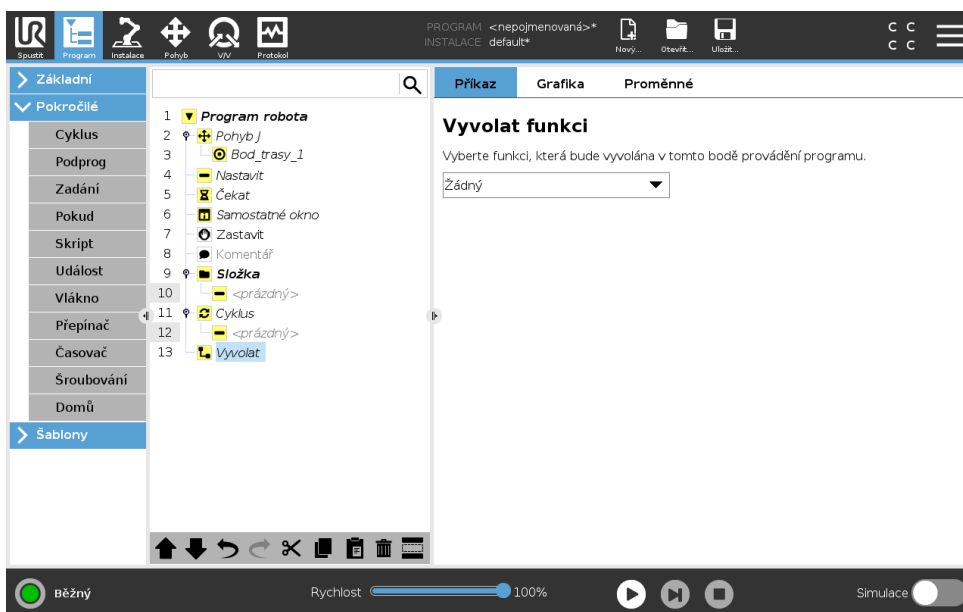 UR
PROGRAM <nepojmenovaná>*
INSTALACE default*
Spustit Program Instalace Pohyb V/V Protokol Nový... Otevřít... Uložit...
C C
C C
Základní
Pokročilé
Cyklus
Podprog
Zadání
Pokud
Skript
Událost
Vlákno
Přepínač
Časovač
Šroubování
Domů
Šablony
1 Program robota
2 Pohyb J
3 Bod_trasy_1
4 Nastavit
5 Čekat
6 Samostatné okno
7 Zastavit
8 Komentář
9 Složka
10 <prázdný>
11 Cyklus
12 <prázdný>
13 Vyvolat
Příkaz Grafika Proměnné
Vyvolat funkci
Vyberte funkci, která bude vyvolána v tomto bodě provádění programu.
Žádný
Běžný
Rychlost 100%
Simulace